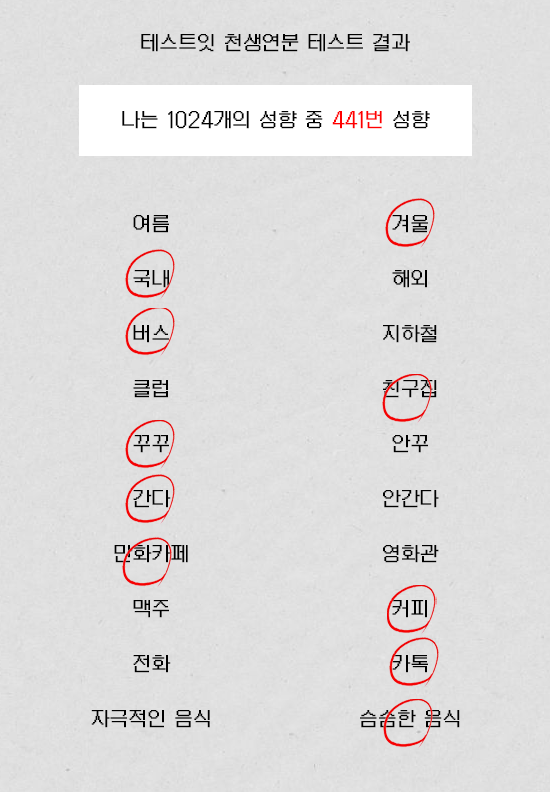 테스트잇 천생연분 테스트 결과
나는 1024개의 성향 중 441번 성향
여름 겨울
국내 해외
버스 지하철
클럽 친구집
꾸꾸 안꾸
간다 안간다
만화카페 영화관
맥주 커피
전화 카톡
자극적인 음식 슴슴한 음식